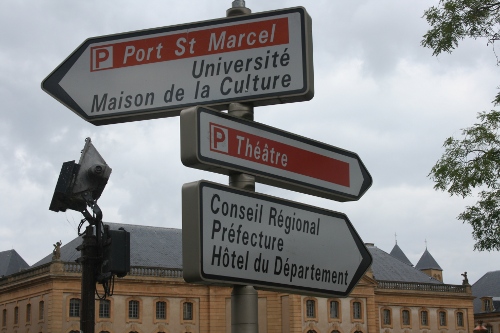 P Port St Marcel
Université
Maison de la Culture
P Théâtre
Conseil Régional
Préfecture
Hôtel du Département